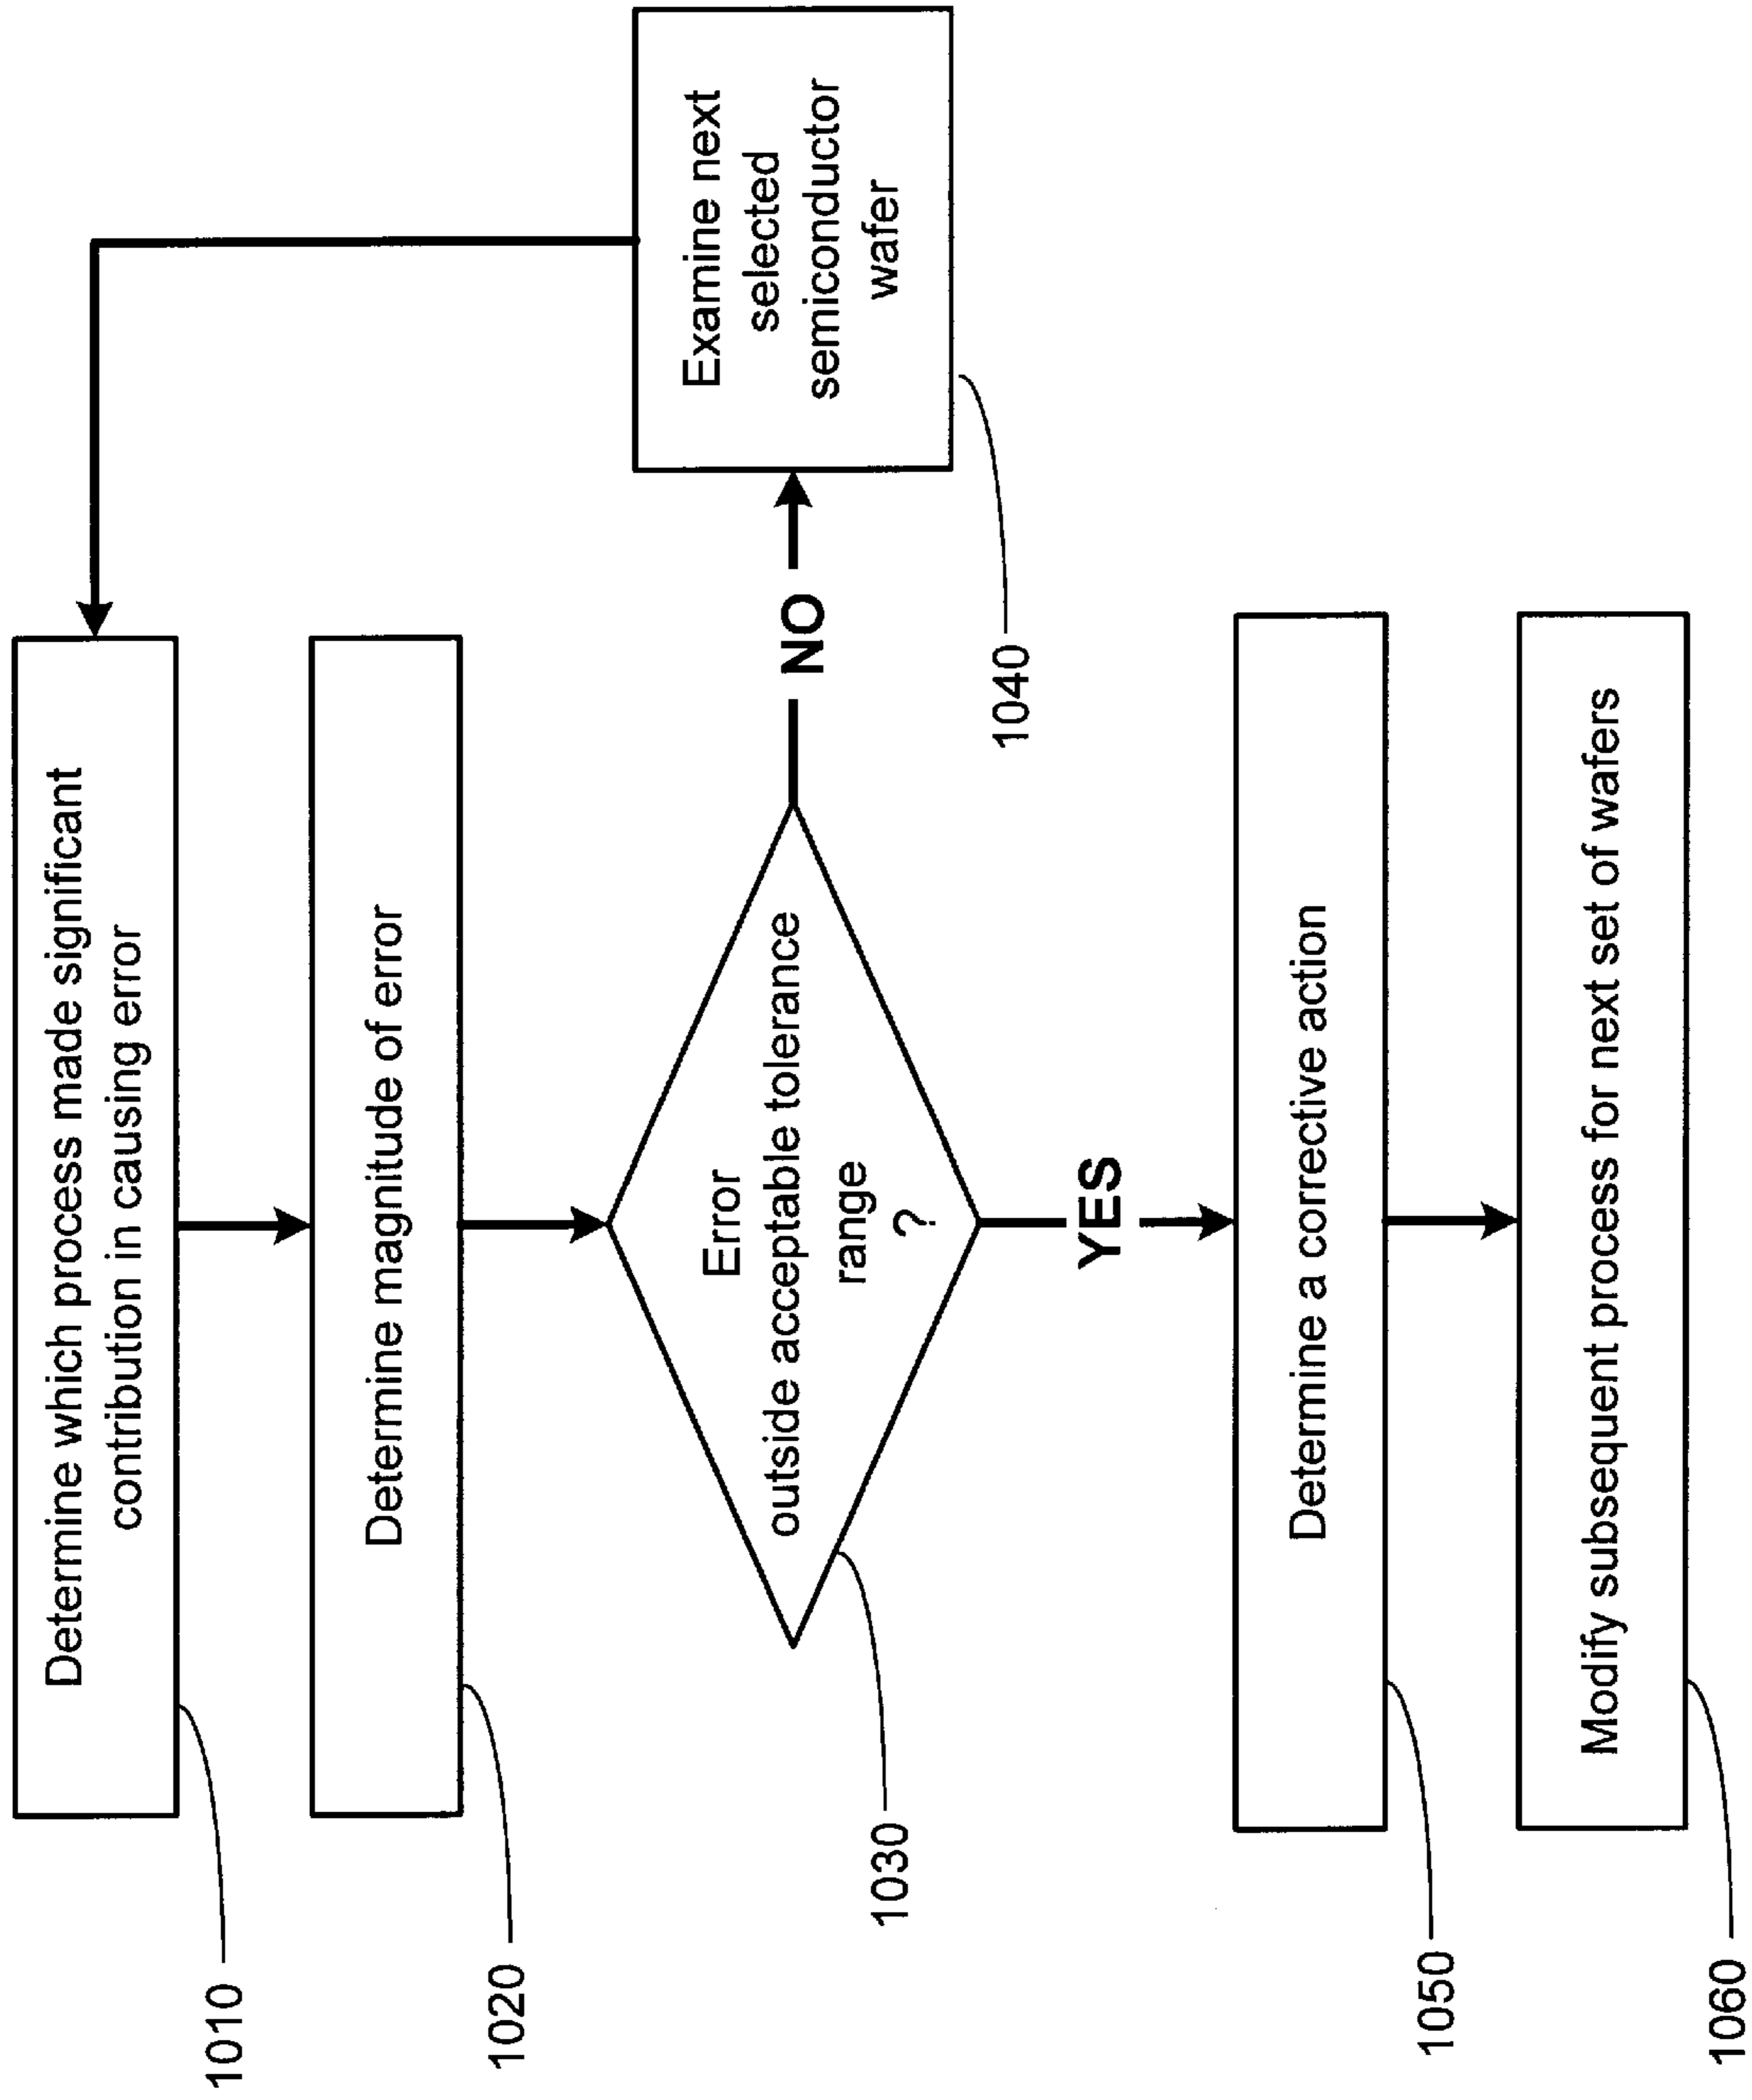 Determine which process made significant
contribution in causing error
1010
Determine magnitude of error
1020
Error
outside acceptable tolerance
range
?
1030
NO
Examine next
selected
semiconductor
wafer
1040
YES
Determine a corrective action
1050
Modify subsequent process for next set of wafers
1060